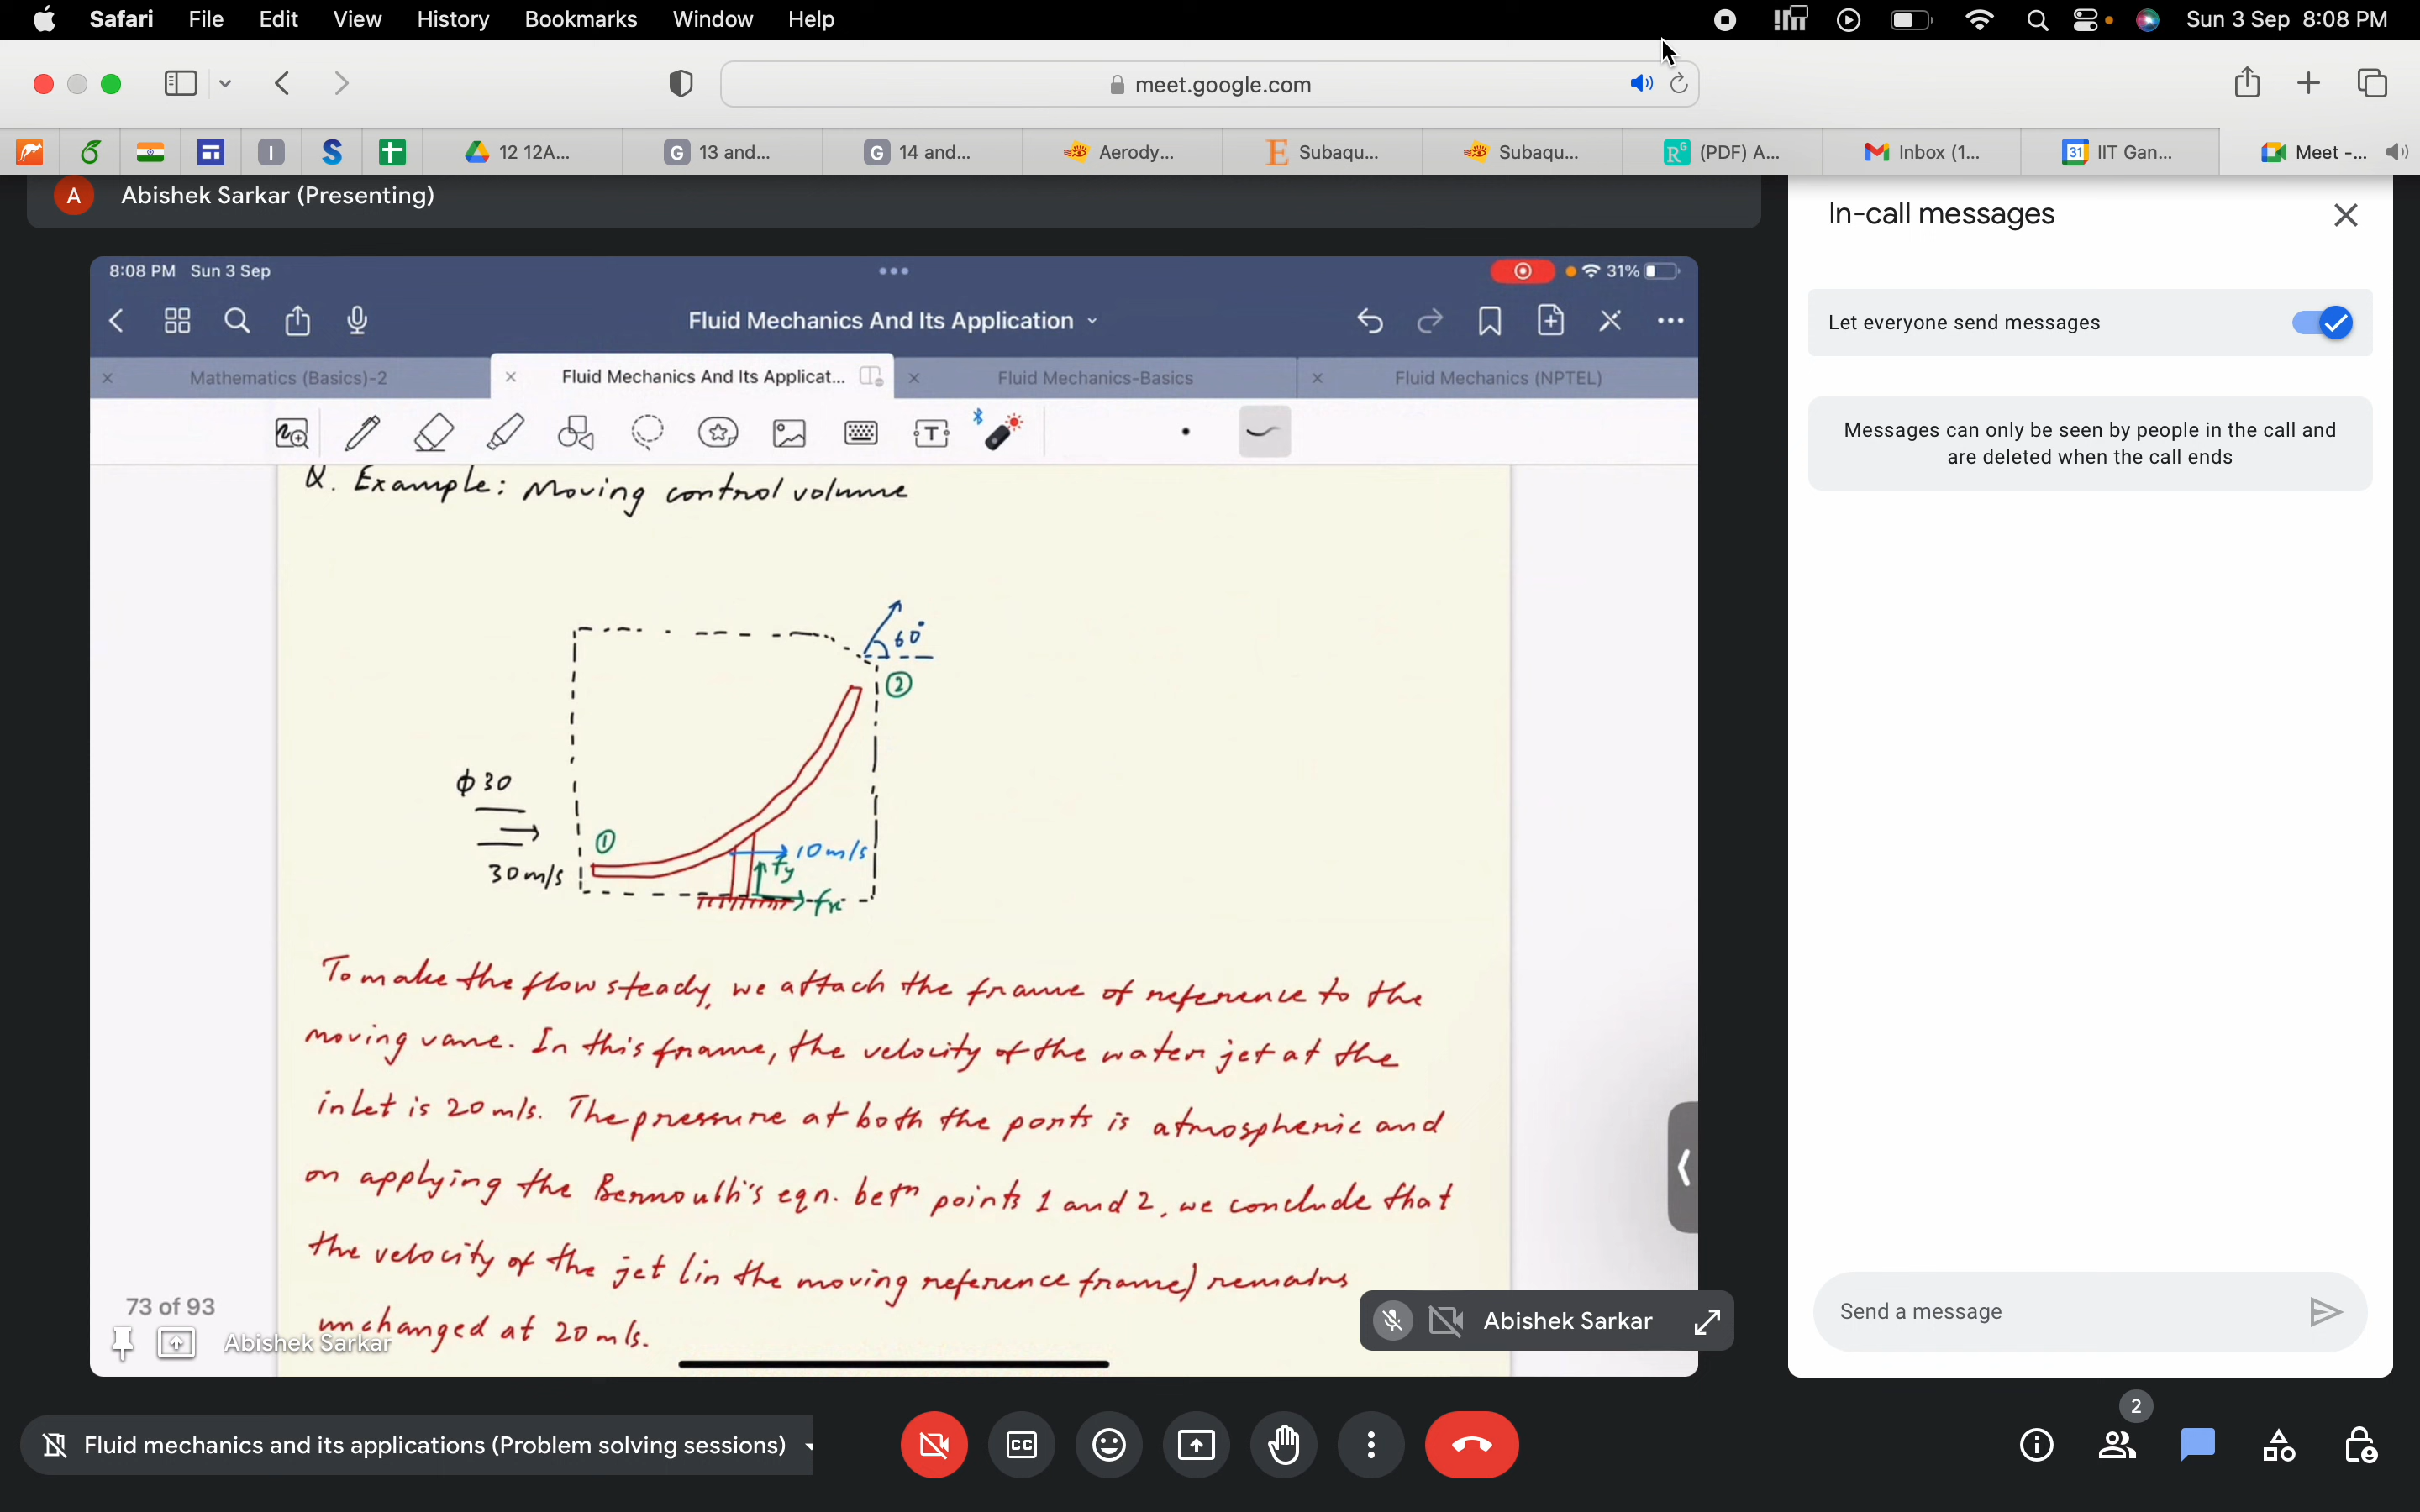 Safari File Edit View History Bookmarks Window Help Sun 3 Sep 8:08 PM
meet.google.com
12 12A... 13 and... 14 and... Aerody... Subaqu... Subaqu... (PDF) A... Inbox (1... IIT Gan... Meet -...
A Abishek Sarkar (Presenting)
8:08 PM Sun 3 Sep 31%
Fluid Mechanics And Its Application
Mathematics (Basics)-2 Fluid Mechanics And Its Applicat... Fluid Mechanics-Basics Fluid Mechanics (NPTEL)
Q. Example: Moving control volume
60°
②
ϕ 30
①
10 m/s
30 m/s
fy
fx
To make the flow steady, we attach the frame of reference to the
moving vane. In this frame, the velocity of the water jet at the
inlet is 20 m/s. The pressure at both the ports is atmospheric and
on applying the Bernoulli's eqn. betn points 1 and 2, we conclude that
the velocity of the jet (in the moving reference frame) remains
unchanged at 20 m/s.
73 of 93
Abishek Sarkar
Abishek Sarkar
In-call messages
Let everyone send messages
Messages can only be seen by people in the call and
are deleted when the call ends
Send a message
Fluid mechanics and its applications (Problem solving sessions)
2